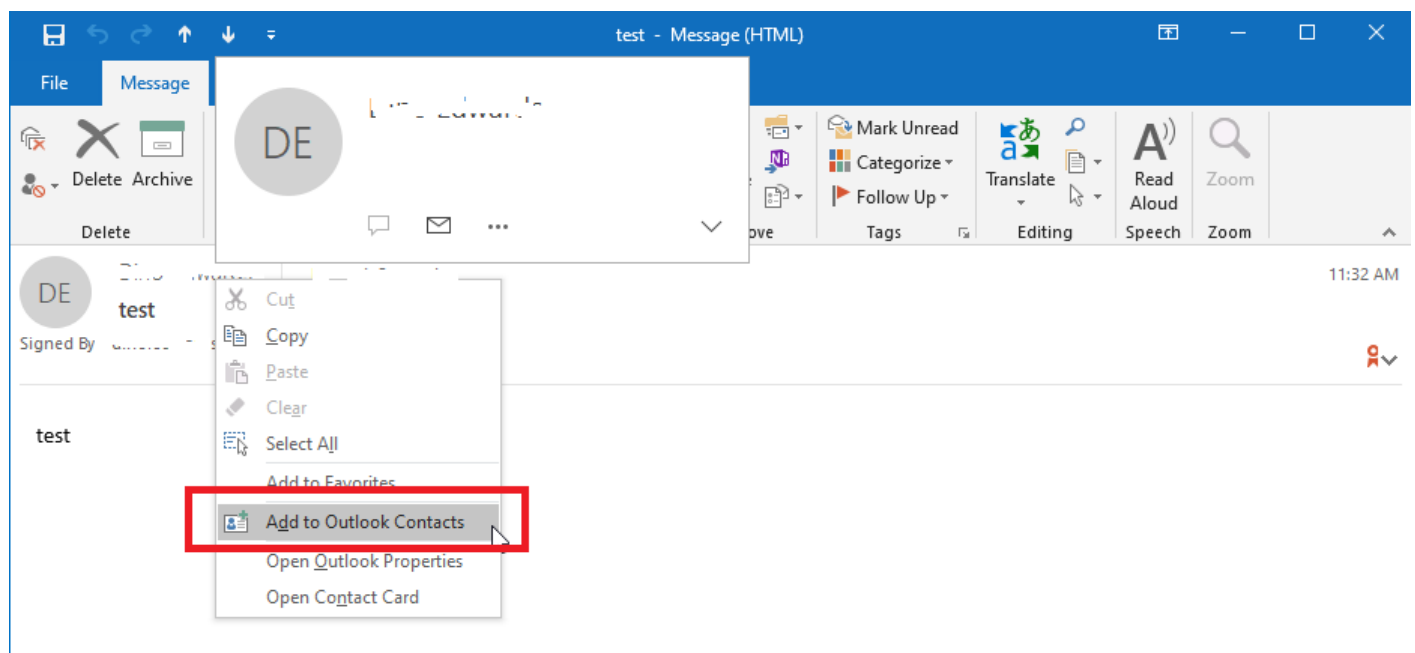 test - Message (HTML)
File
Message
DE
Mark Unread
Categorize
Follow Up
Translate
Read
Aloud
Zoom
Delete Archive
Delete
Tags
Editing
Speech
Zoom
DE
11:32 AM
test
Signed By
test
Cut
Copy
Paste
Clear
Select All
Add to Favorites
Add to Outlook Contacts
Open Outlook Properties
Open Contact Card